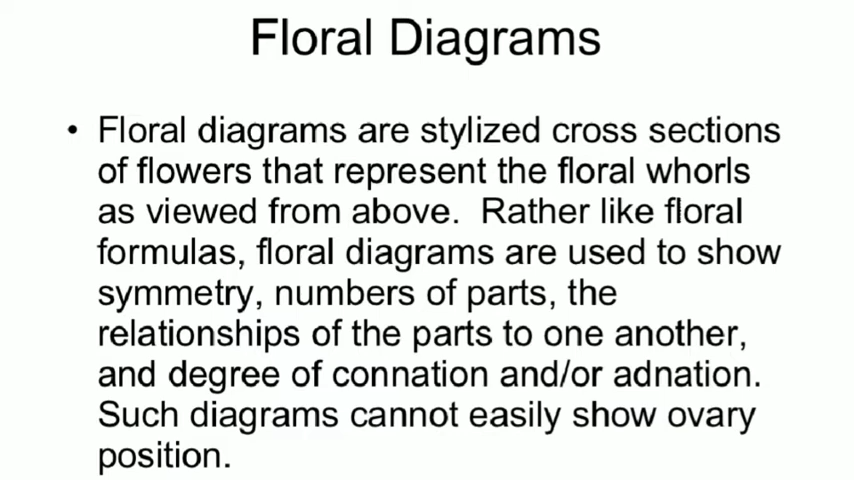 Floral Diagrams
• Floral diagrams are stylized cross sections
of flowers that represent the floral whorls
as viewed from above.  Rather like floral
formulas, floral diagrams are used to show
symmetry, numbers of parts, the
relationships of the parts to one another,
and degree of connation and/or adnation.
Such diagrams cannot easily show ovary
position.